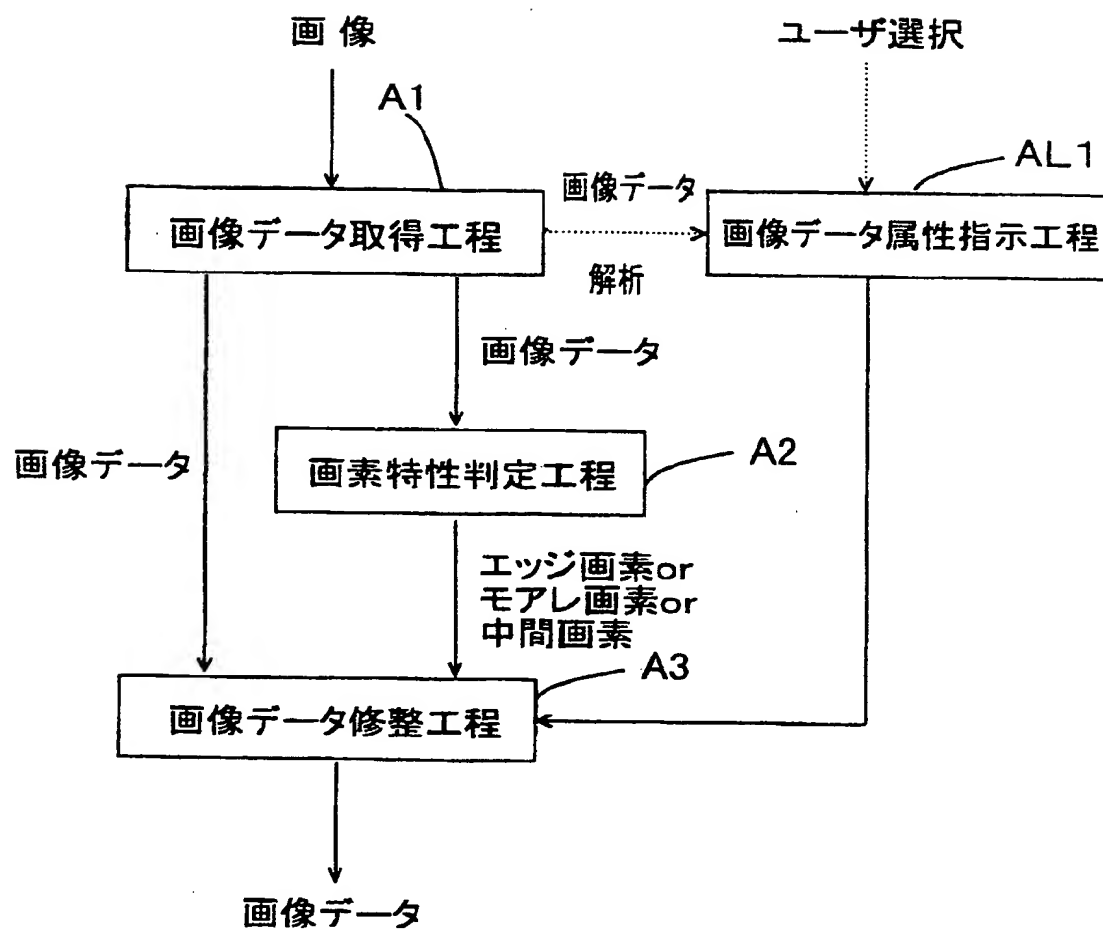 画像
ユーザ選択
A1
AL1
画像データ取得工程
画像データ
解析
画像データ属性指示工程
画像データ
画像データ
画素特性判定工程
A2
エッジ画素or
モアレ画素or
中間画素
A3
画像データ修整工程
画像データ